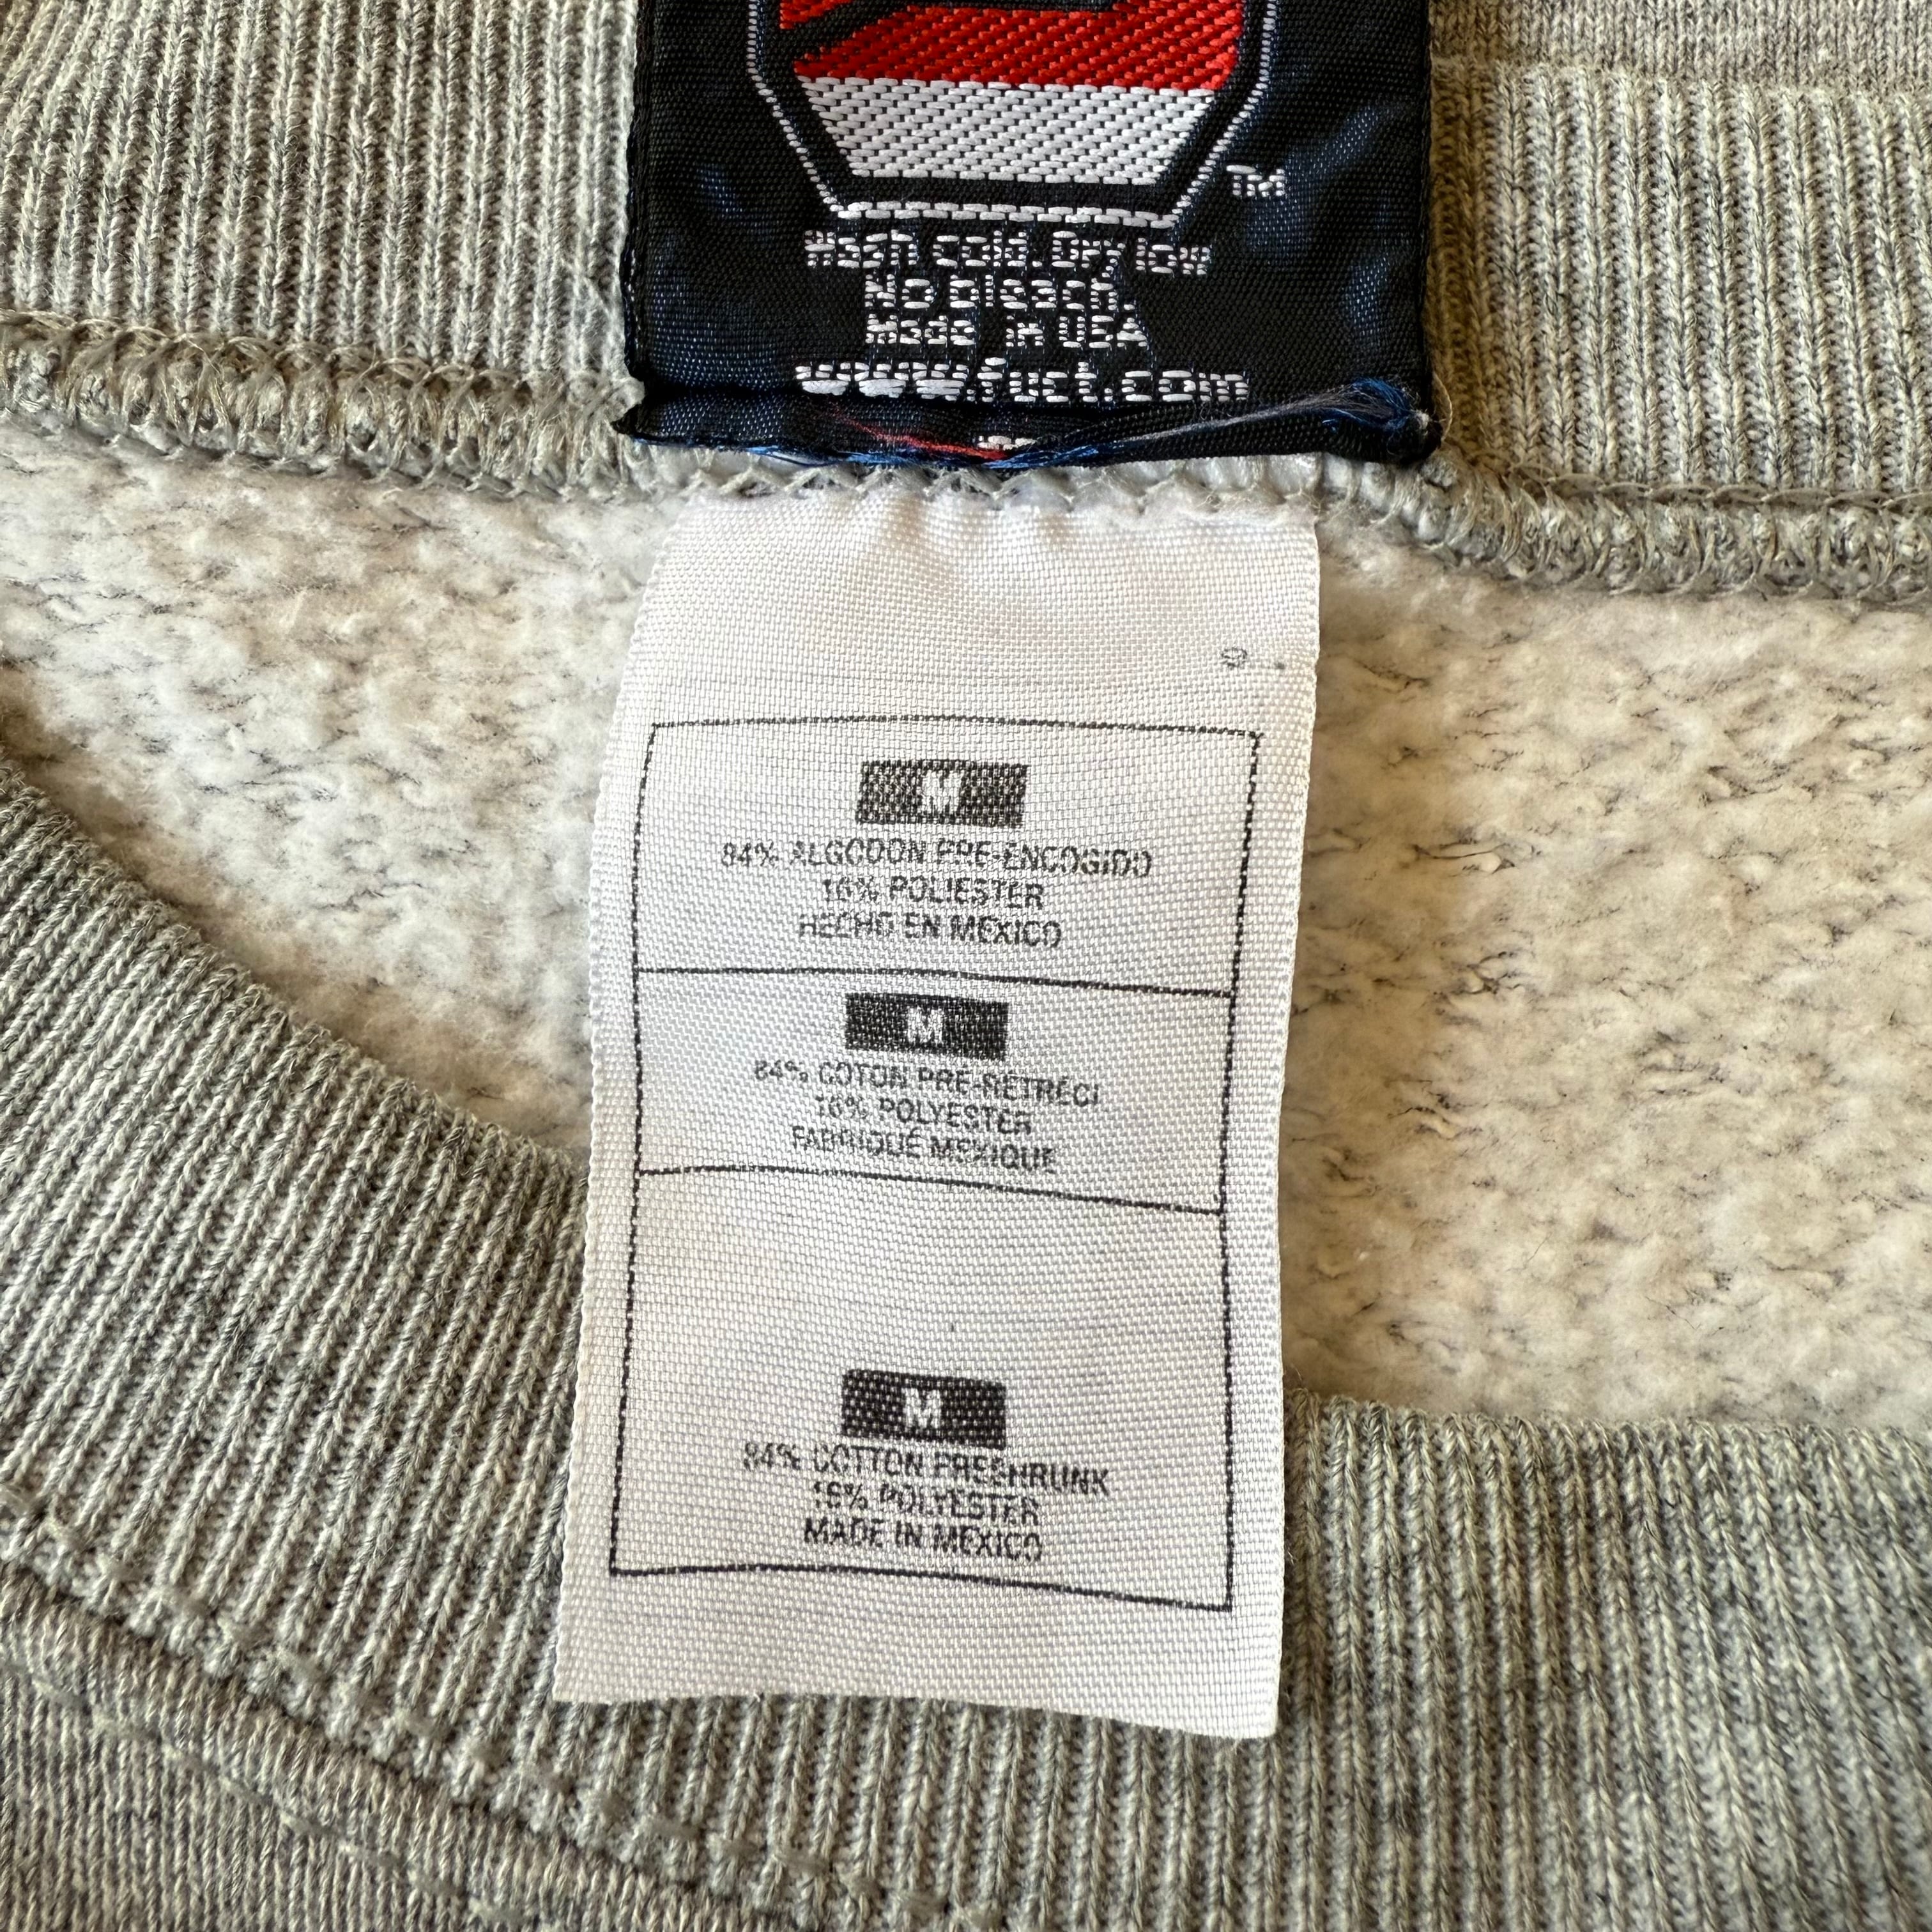 TM
Wash cold. Dry low
No bleach.
Made in USA
www.fuct.com
M
84% ALGODON PRE-ENCOGIDO
16% POLIESTER
HECHO EN MEXICO
M
84% COTON PRE-RÉTRÉCI
16% POLYESTER
FABRIQUÉ MEXIQUE
M
84% COTTON PRESHRUNK
16% POLYESTER
MADE IN MEXICO